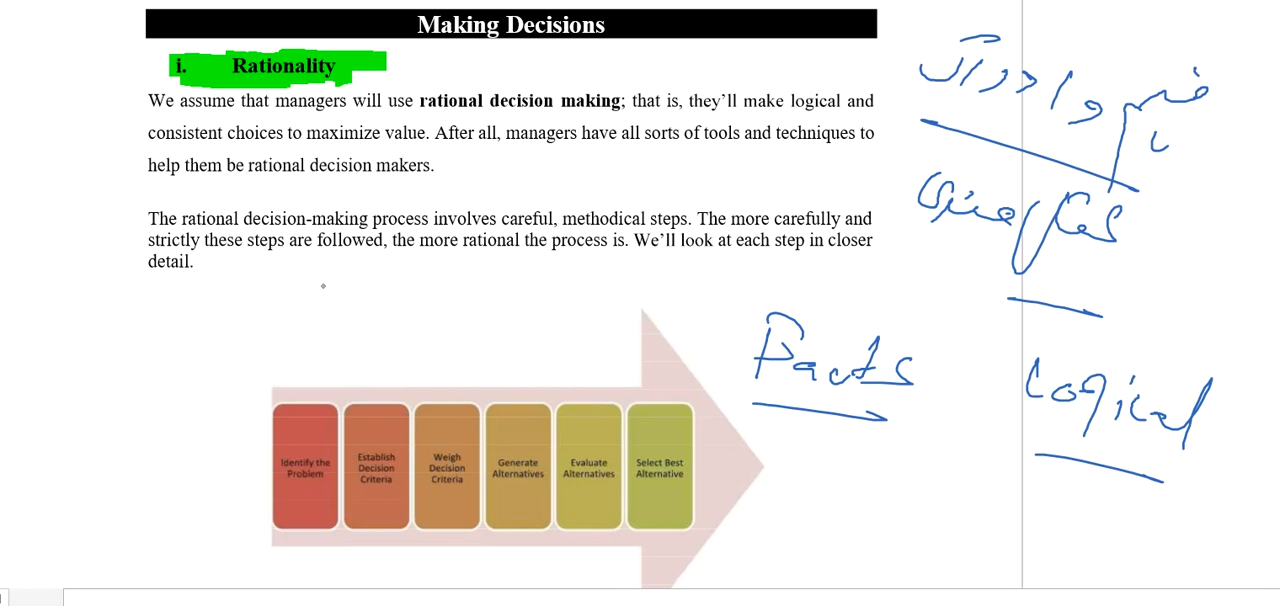 Making Decisions
i. Rationality
We assume that managers will use rational decision making; that is, they'll make logical and
consistent choices to maximize value. After all, managers have all sorts of tools and techniques to
help them be rational decision makers.
The rational decision-making process involves careful, methodical steps. The more carefully and
strictly these steps are followed, the more rational the process is. We'll look at each step in closer
detail.
Identify the
Problem
Establish
Decision
Criteria
Weigh
Decision
Criteria
Generate
Alternatives
Evaluate
Alternatives
Select Best
Alternative
Facts
Logical